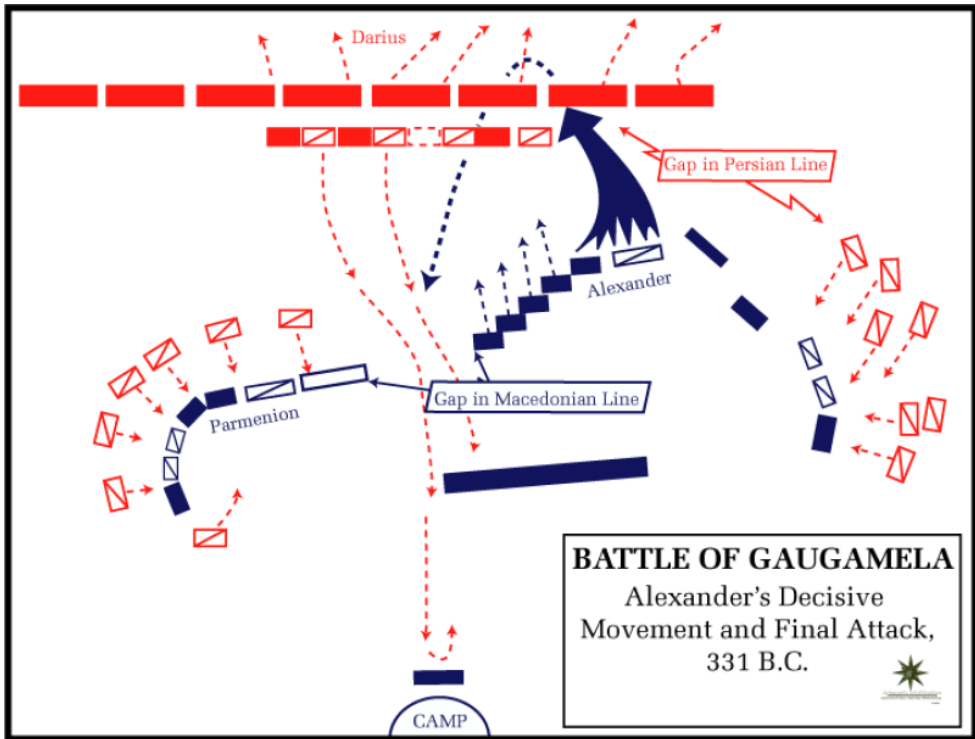 Darius
Gap in Persian Line
Alexander
Gap in Macedonian Line
Parmenion
BATTLE OF GAUGAMELA
Alexander's Decisive
Movement and Final Attack,
331 B.C.
CAMP